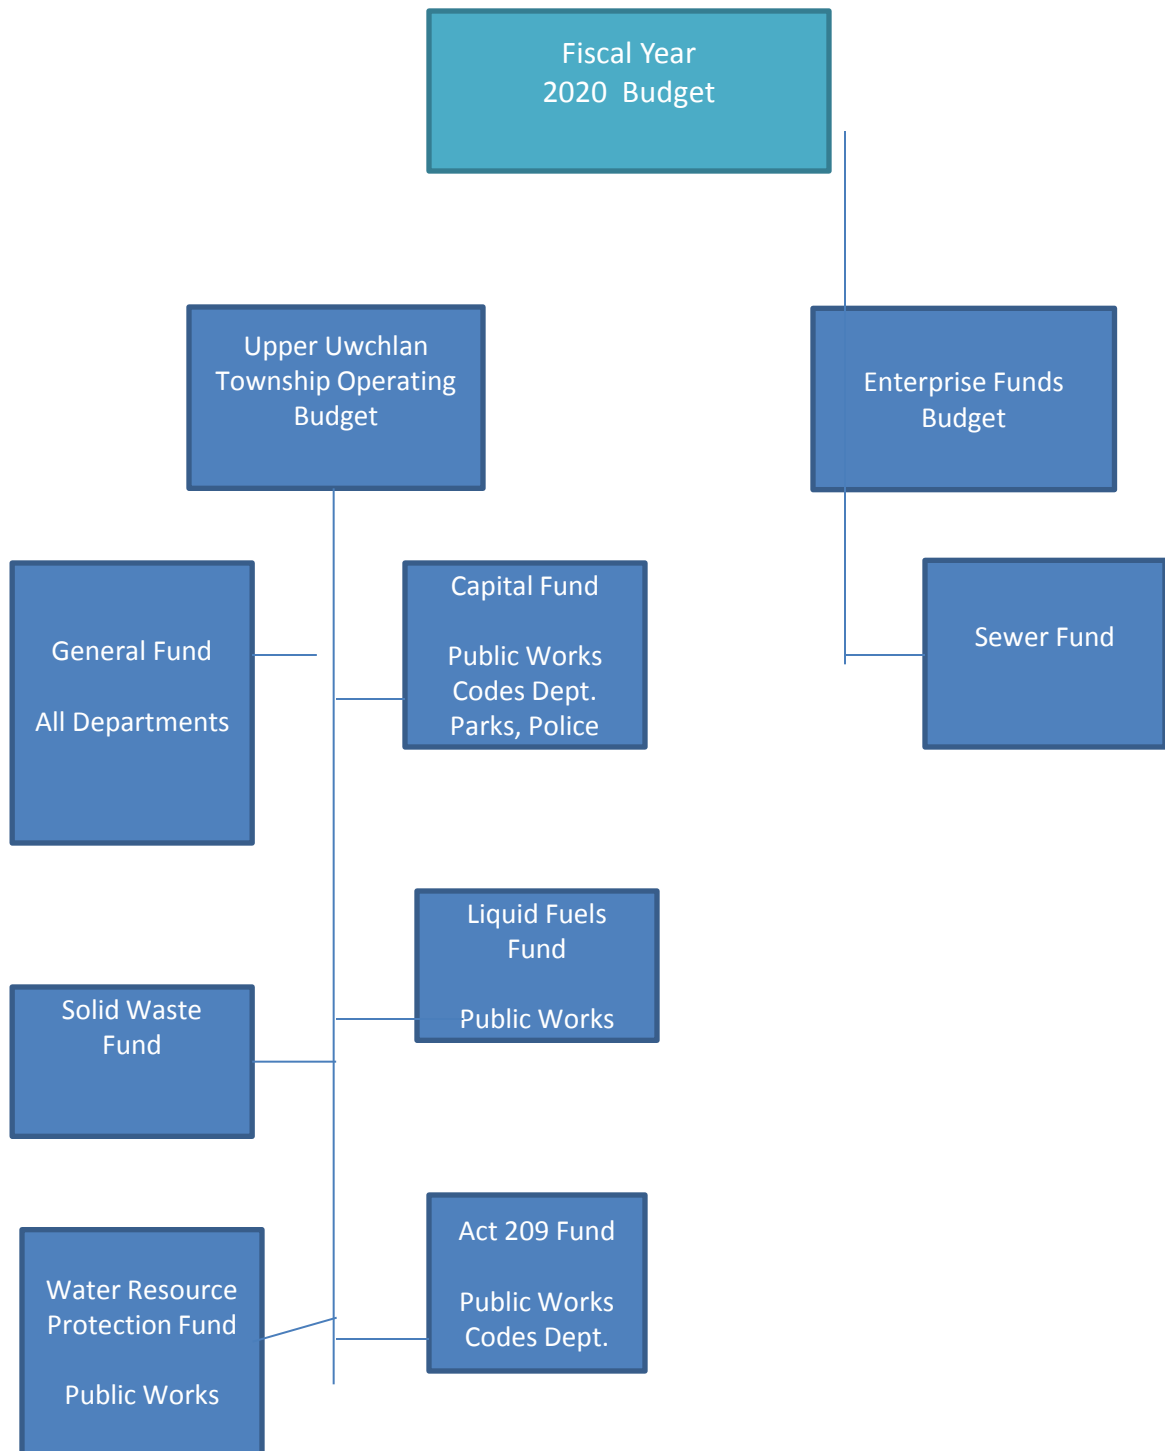 Fiscal Year
2020 Budget
Upper Uwchlan
Township Operating
Budget
Enterprise Funds
Budget
General Fund
All Departments
Capital Fund
Public Works
Codes Dept.
Parks, Police
Sewer Fund
Liquid Fuels
Fund
Public Works
Solid Waste
Fund
Act 209 Fund
Public Works
Codes Dept.
Water Resource
Protection Fund
Public Works